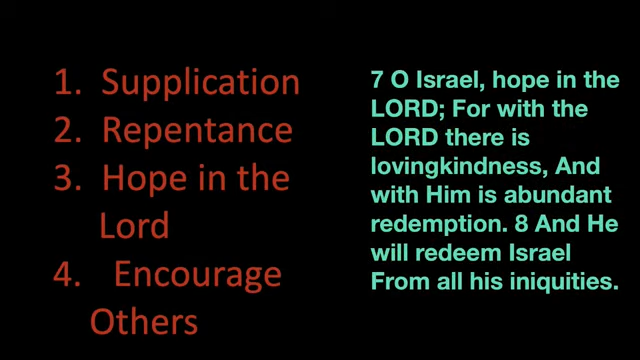 1. Supplication
2. Repentance
3. Hope in the
Lord
4. Encourage
Others
7 O Israel, hope in the
LORD; For with the
LORD there is
lovingkindness, And
with Him is abundant
redemption. 8 And He
will redeem Israel
From all his iniquities.